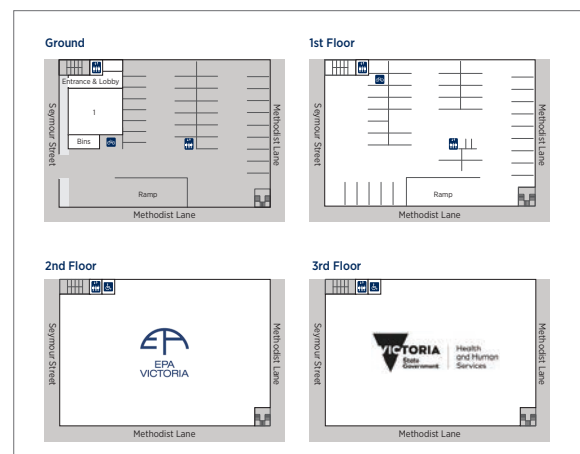 Ground
Entrance & Lobby
1
Bins
Ramp
Seymour Street
Methodist Lane
Methodist Lane
1st Floor
Ramp
Seymour Street
Methodist Lane
Methodist Lane
2nd Floor
EPA
VICTORIA
Seymour Street
Methodist Lane
Methodist Lane
3rd Floor
VICTORIA
State
Government
Health
and Human
Services
Seymour Street
Methodist Lane
Methodist Lane